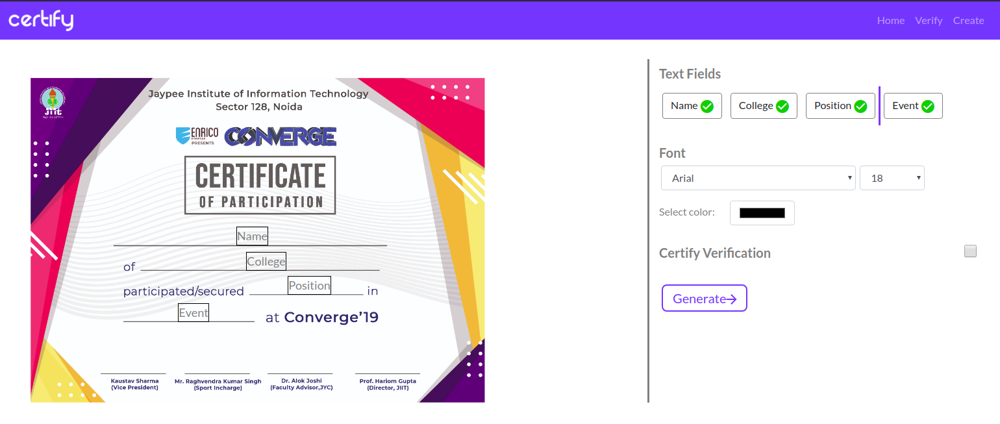 certify
Home Verify Create
Jaypee Institute of Information Technology
Sector 128, Noida
JIIT
ENRICO
EYEWEAR
PRESENTS
CONVERGE
CERTIFICATE
OF PARTICIPATION
Name
of College
participated/secured Position in
Event at Converge'19
Kaustav Sharma
(Vice President)
Mr. Raghvendra Kumar Singh
(Sport Incharge)
Dr. Alok Joshi
(Faculty Advisor,JYC)
Prof. Hariom Gupta
(Director, JIIT)
Text Fields
Name College Position Event
Font
Arial 18
Select color:
Certify Verification
Generate→